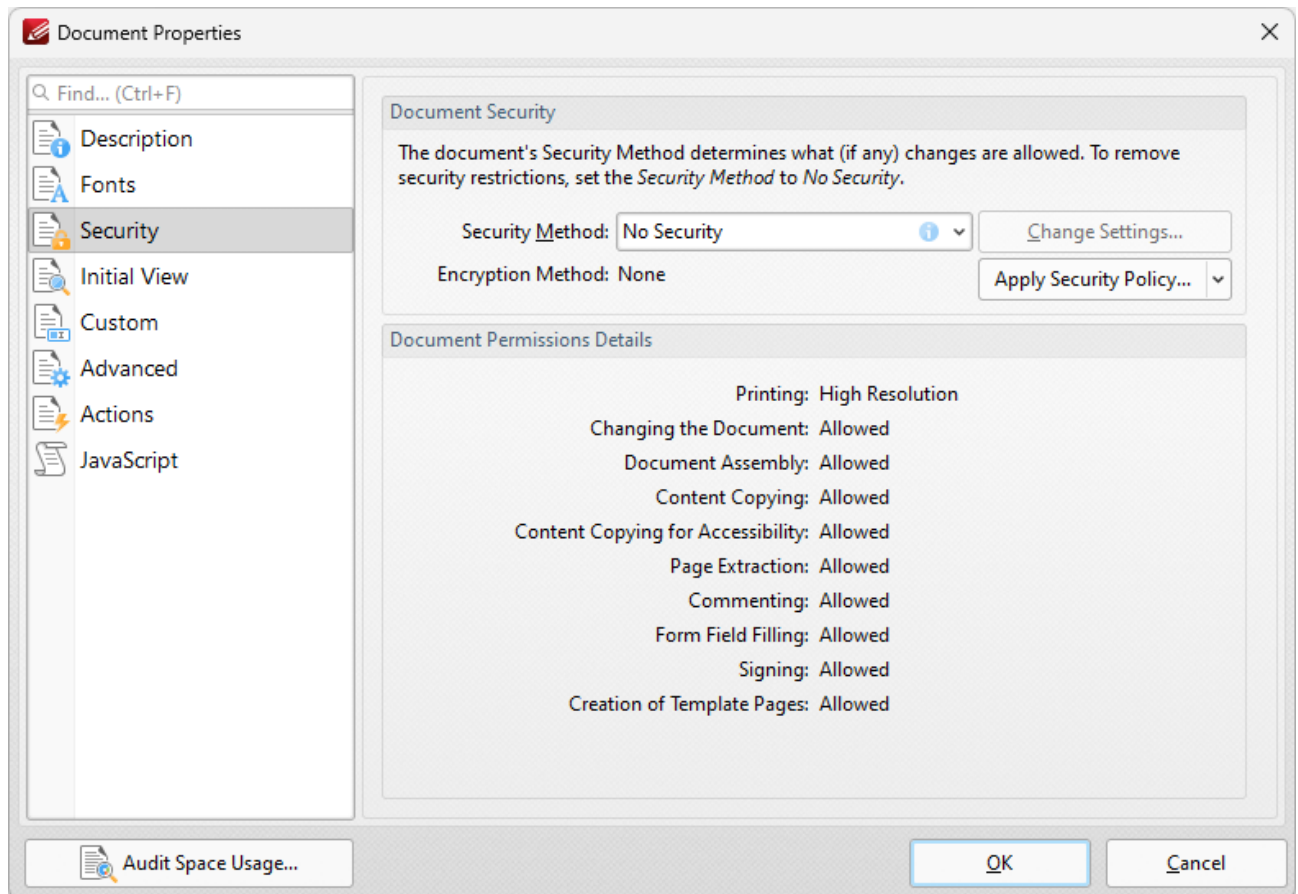 Document Properties
Find... (Ctrl+F)
Description
Fonts
Security
Initial View
Custom
Advanced
Actions
JavaScript
Document Security
The document's Security Method determines what (if any) changes are allowed. To remove
security restrictions, set the Security Method to No Security.
Security Method: No Security
Change Settings...
Encryption Method: None
Apply Security Policy...
Document Permissions Details
Printing: High Resolution
Changing the Document: Allowed
Document Assembly: Allowed
Content Copying: Allowed
Content Copying for Accessibility: Allowed
Page Extraction: Allowed
Commenting: Allowed
Form Field Filling: Allowed
Signing: Allowed
Creation of Template Pages: Allowed
Audit Space Usage...
OK
Cancel